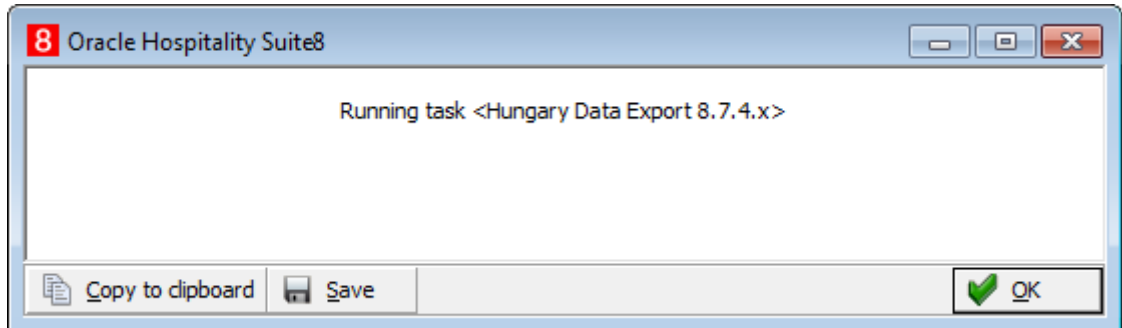 8 Oracle Hospitality Suite8
Running task <Hungary Data Export 8.7.4.x>
Copy to clipboard Save OK